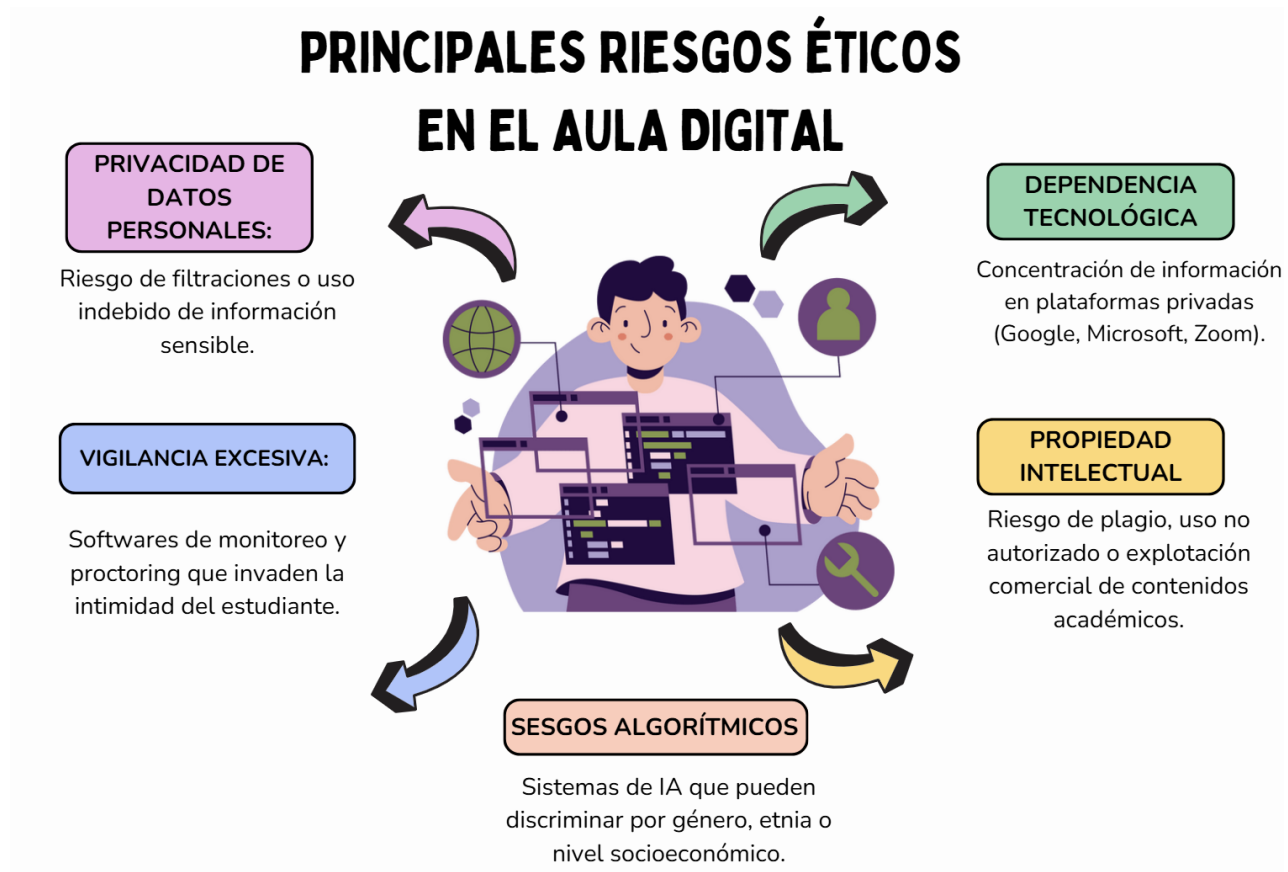 PRINCIPALES RIESGOS ÉTICOS
EN EL AULA DIGITAL
PRIVACIDAD DE
DATOS
PERSONALES:
Riesgo de filtraciones o uso
indebido de información
sensible.
VIGILANCIA EXCESIVA:
Softwares de monitoreo y
proctoring que invaden la
intimidad del estudiante.
SESGOS ALGORÍTMICOS
Sistemas de IA que pueden
discriminar por género, etnia o
nivel socioeconómico.
DEPENDENCIA
TECNOLÓGICA
Concentración de información
en plataformas privadas
(Google, Microsoft, Zoom).
PROPIEDAD
INTELECTUAL
Riesgo de plagio, uso no
autorizado o explotación
comercial de contenidos
académicos.